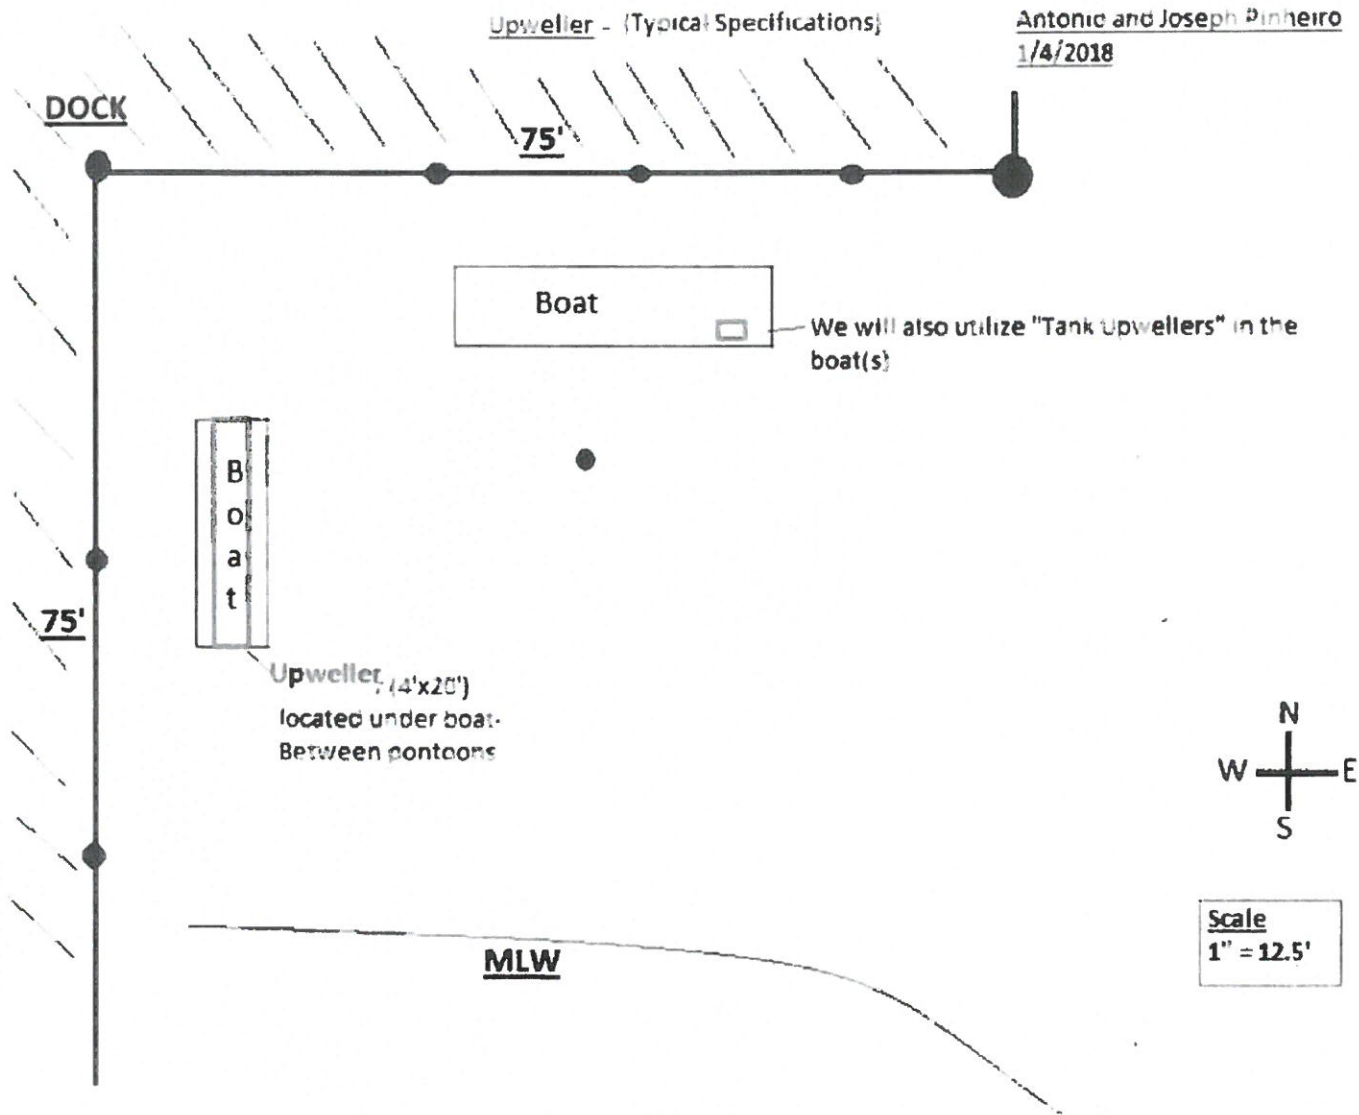 Upweller - (Typical Specifications)
Antonio and Joseph Pinheiro
1/4/2018
DOCK
75'
Boat
We will also utilize "Tank Upwellers" in the
boat(s)
Boat
75'
Upweller, (4'x20')
located under boat-
Between pontoons
N
W E
S
Scale
1" = 12.5'
MLW